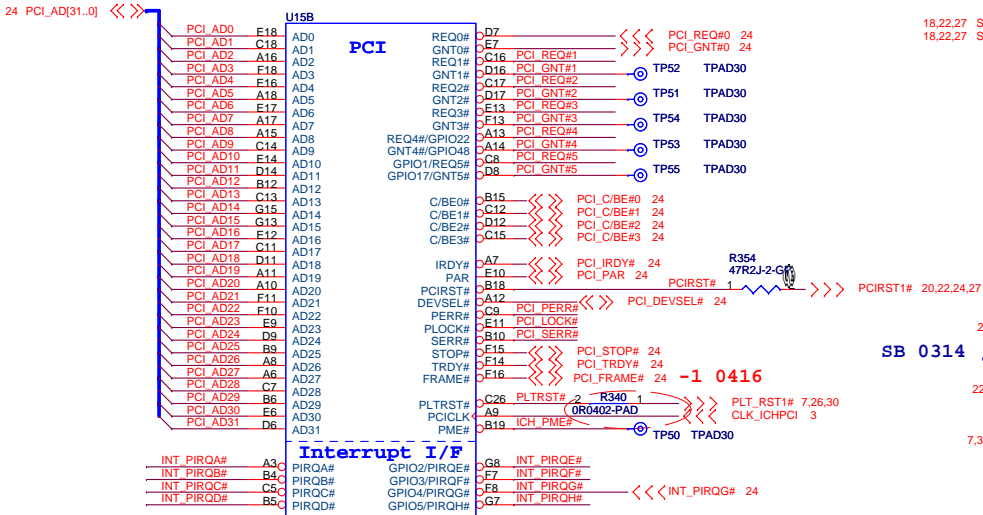 24 PCI_AD[31..0]
U15B
PCI
PCI_AD0 E18 AD0 REQ0# D7 PCI_REQ#0 24
PCI_AD1 C18 AD1 GNT0# E7 PCI_GNT#0 24
PCI_AD2 A16 AD2 REQ1# C16 PCI_REQ#1
PCI_AD3 F18 AD3 GNT1# D16 PCI_GNT#1 TP52 TPAD30
PCI_AD4 E16 AD4 REQ2# C17 PCI_REQ#2
PCI_AD5 A18 AD5 GNT2# D17 PCI_GNT#2 TP51 TPAD30
PCI_AD6 E17 AD6 REQ3# E13 PCI_REQ#3
PCI_AD7 A17 AD7 GNT3# F13 PCI_GNT#3 TP54 TPAD30
PCI_AD8 A15 AD8 REQ4#/GPIO22 A13 PCI_REQ#4
PCI_AD9 C14 AD9 GNT4#/GPIO48 A14 PCI_GNT#4 TP53 TPAD30
PCI_AD10 E14 AD10 GPIO1/REQ5# C8 PCI_REQ#5
PCI_AD11 D14 AD11 GPIO17/GNT5# D8 PCI_GNT#5 TP55 TPAD30
PCI_AD12 B12 AD12
PCI_AD13 C13 AD13 C/BE0# B15 PCI_C/BE#0 24
PCI_AD14 G15 AD14 C/BE1# C12 PCI_C/BE#1 24
PCI_AD15 G13 AD15 C/BE2# D12 PCI_C/BE#2 24
PCI_AD16 E12 AD16 C/BE3# C15 PCI_C/BE#3 24
PCI_AD17 C11 AD17
PCI_AD18 D11 AD18 IRDY# A7 PCI_IRDY# 24
PCI_AD19 A11 AD19 PAR E10 PCI_PAR 24
PCI_AD20 A10 AD20 PCIRST# B18 PCIRST# 1 R354 PCIRST1# 20,22,24,27
PCI_AD21 F11 AD21 DEVSEL# A12 PCI_DEVSEL# 24
PCI_AD22 F10 AD22 PERR# C9 PCI_PERR#
PCI_AD23 E9 AD23 PLOCK# E11 PCI_LOCK#
PCI_AD24 D9 AD24 SERR# B10 PCI_SERR#
PCI_AD25 B9 AD25 STOP# F15 PCI_STOP# 24
PCI_AD26 A8 AD26 TRDY# F14 PCI_TRDY# 24
PCI_AD27 A6 AD27 FRAME# F16 PCI_FRAME# 24 -1 0416
PCI_AD28 C7 AD28
PCI_AD29 B6 AD29 PLTRST# C26 PLTRST# 2 R340 1 PLT_RST1# 7,26,30
PCI_AD30 E6 AD30 PCICLK A9 0R0402-PAD CLK_ICHPCI 3
PCI_AD31 D6 AD31 PME# B19 ICH_PME# TP50 TPAD30
Interrupt I/F
INT_PIRQA# A3 PIRQA# GPIO2/PIRQE# G8 INT_PIRQE#
INT_PIRQB# B4 PIRQB# GPIO3/PIRQF# F7 INT_PIRQF#
INT_PIRQC# C5 PIRQC# GPIO4/PIRQG# F8 INT_PIRQG# INT_PIRQG# 24
INT_PIRQD# B5 PIRQD# GPIO5/PIRQH# G7 INT_PIRQH#
18,22,27 S
18,22,27 S
2
SB 0314
22
7,3